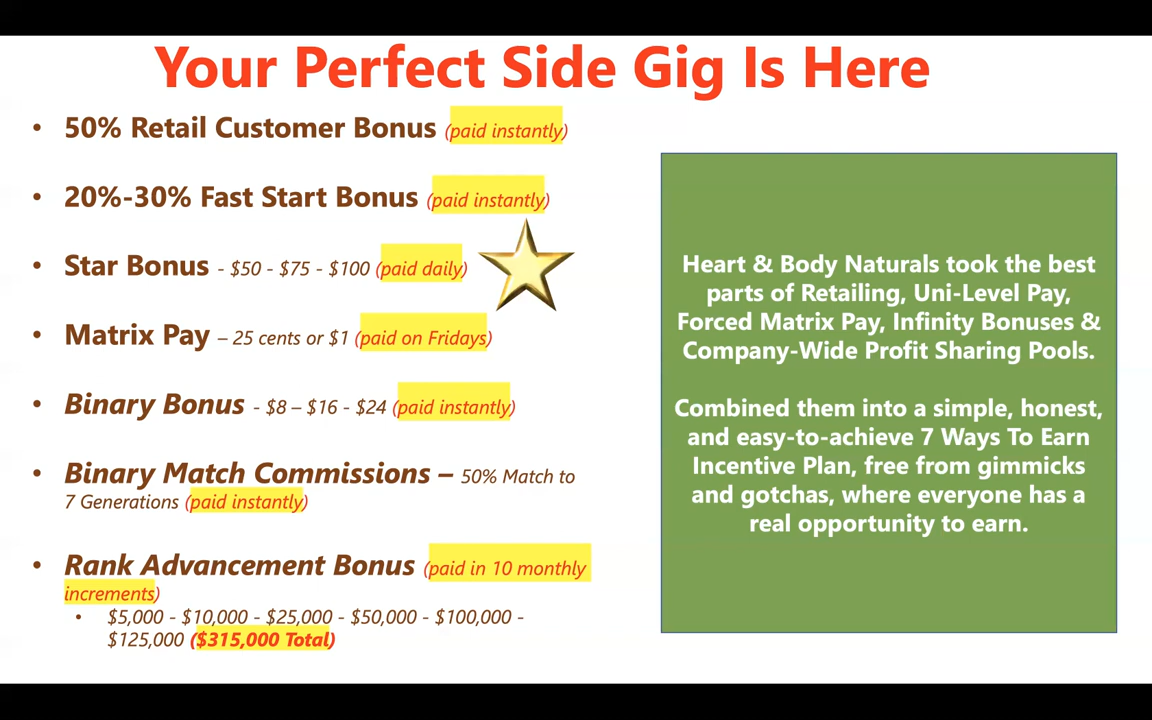 Your Perfect Side Gig Is Here
• 50% Retail Customer Bonus (paid instantly)
• 20%-30% Fast Start Bonus (paid instantly)
• Star Bonus - $50 - $75 - $100 (paid daily)
• Matrix Pay – 25 cents or $1 (paid on Fridays)
• Binary Bonus - $8 – $16 - $24 (paid instantly)
• Binary Match Commissions – 50% Match to
7 Generations (paid instantly)
• Rank Advancement Bonus (paid in 10 monthly
increments)
• $5,000 - $10,000 - $25,000 - $50,000 - $100,000 -
$125,000 ($315,000 Total)
Heart & Body Naturals took the best
parts of Retailing, Uni-Level Pay,
Forced Matrix Pay, Infinity Bonuses &
Company-Wide Profit Sharing Pools.
Combined them into a simple, honest,
and easy-to-achieve 7 Ways To Earn
Incentive Plan, free from gimmicks
and gotchas, where everyone has a
real opportunity to earn.